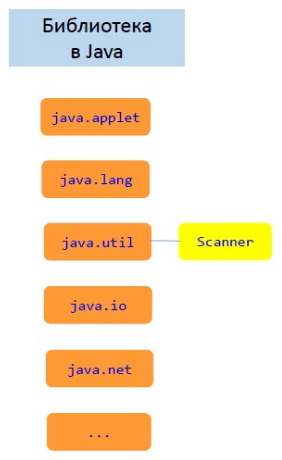 Библиотека
в Java
java.applet
java.lang
java.util
Scanner
java.io
java.net
...